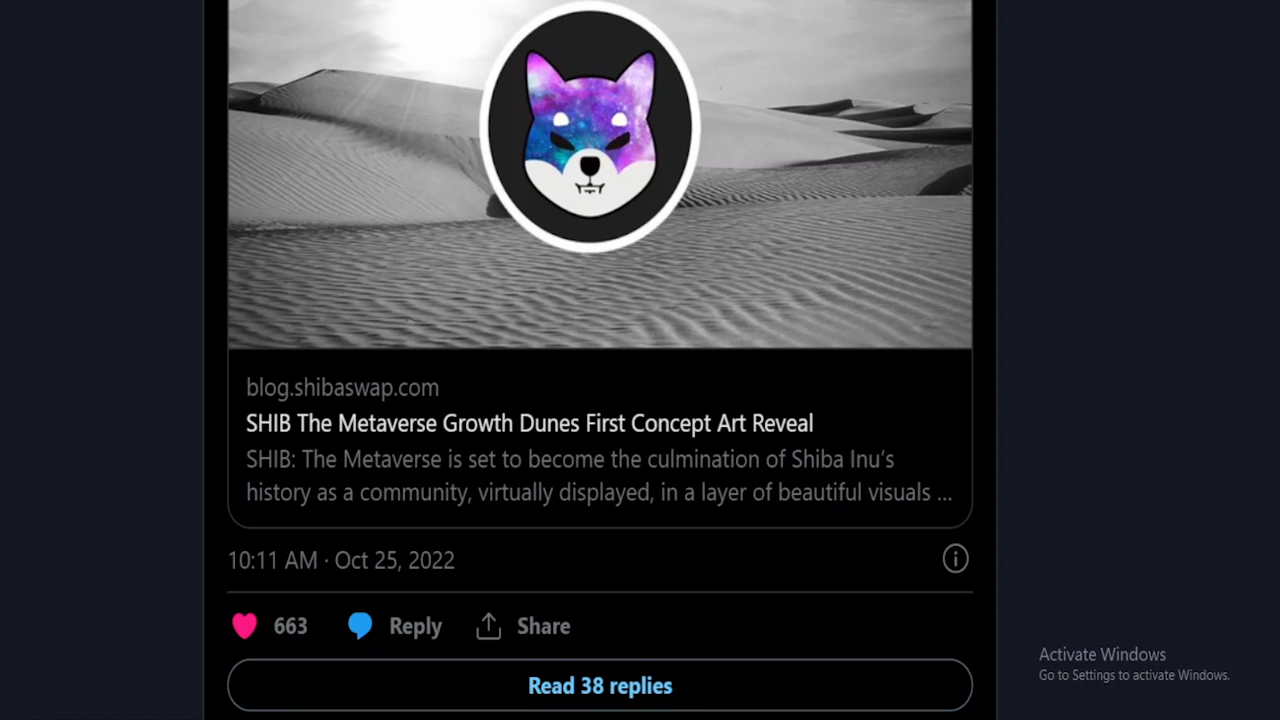 blog.shibaswap.com
SHIB The Metaverse Growth Dunes First Concept Art Reveal
SHIB: The Metaverse is set to become the culmination of Shiba Inu’s
history as a community, virtually displayed, in a layer of beautiful visuals ...
10:11 AM · Oct 25, 2022
663 Reply Share
Read 38 replies
Activate Windows
Go to Settings to activate Windows.